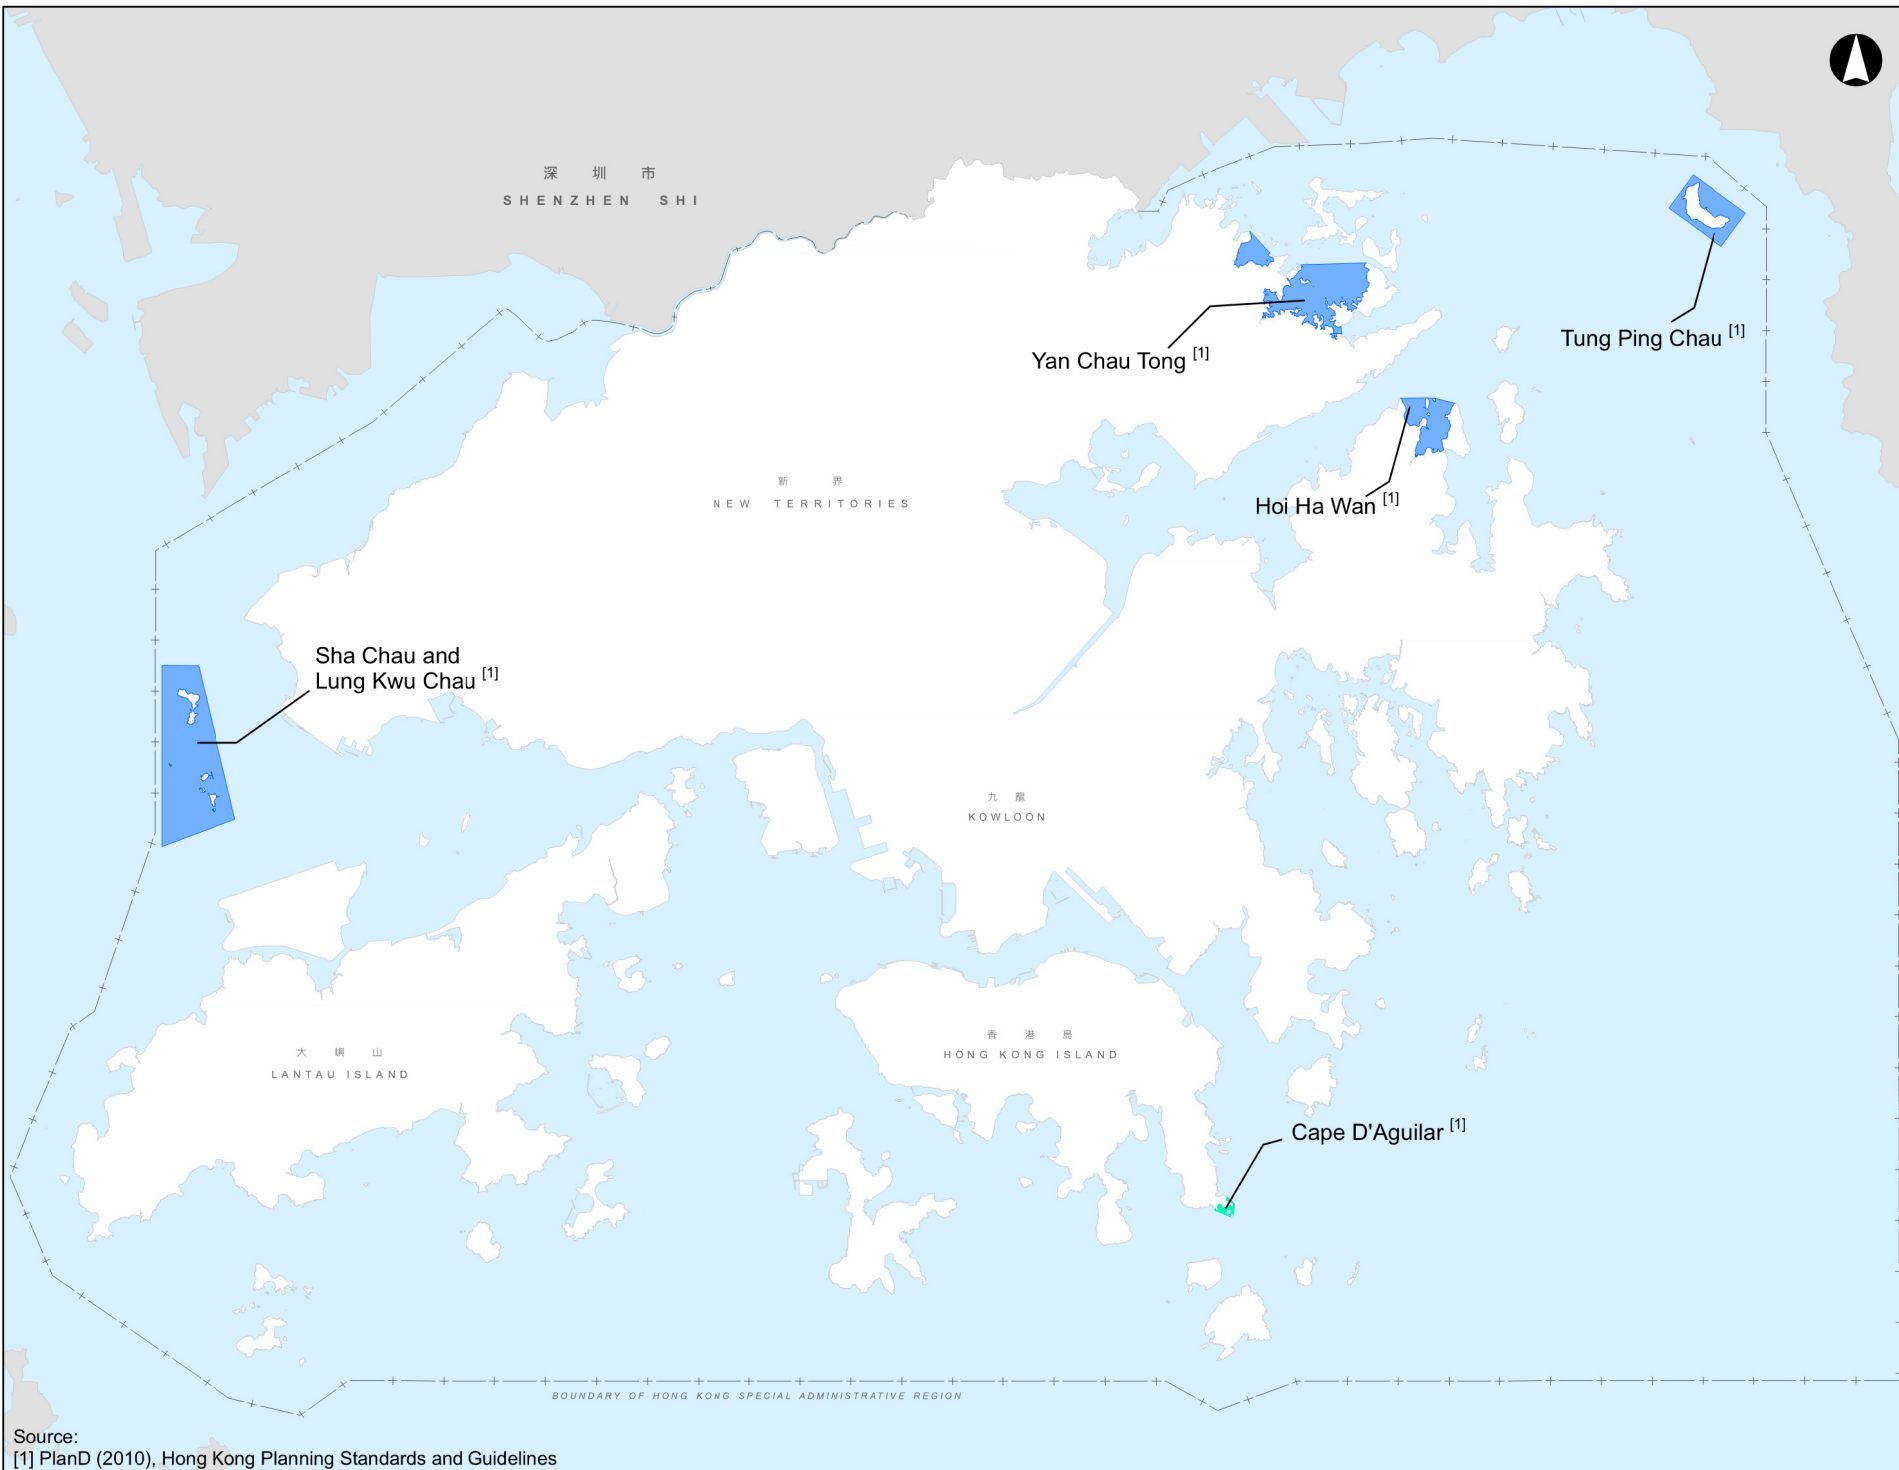 深 圳 市
SHENZHEN SHI
Tung Ping Chau [1]
Yan Chau Tong [1]
新 界
NEW TERRITORIES
Hoi Ha Wan [1]
Sha Chau and
Lung Kwu Chau [1]
九 龍
KOWLOON
香 港 島
HONG KONG ISLAND
大 嶼 山
LANTAU ISLAND
Cape D'Aguilar [1]
BOUNDARY OF HONG KONG SPECIAL ADMINISTRATIVE REGION
Source:
[1] PlanD (2010), Hong Kong Planning Standards and Guidelines